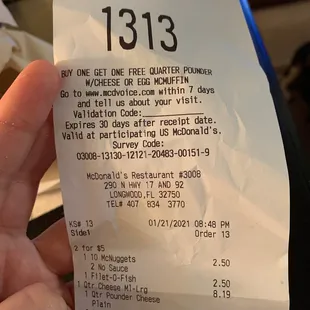 1313
BUY ONE GET ONE FREE QUARTER POUNDER
W/CHEESE OR EGG MCMUFFIN
Go to www.mcdvoice.com within 7 days
and tell us about your visit.
Validation Code:
Expires 30 days after receipt date.
Valid at participating US McDonald's.
Survey Code:
03008-13130-12121-20483-00151-9
McDonald's Restaurant #3008
290 N HWY 17 AND 92
LONGWOOD, FL 32750
TEL# 407 834 3770
KS# 13 01/21/2021 08:48 PM
Side1 Order 13
2 for $5
1 10 McNuggets 2.50
2 No Sauce
1 Filet-O-Fish 2.50
1 Qtr Cheese Ml-Lrg 8.19
1 Qtr Pounder Cheese
Plain